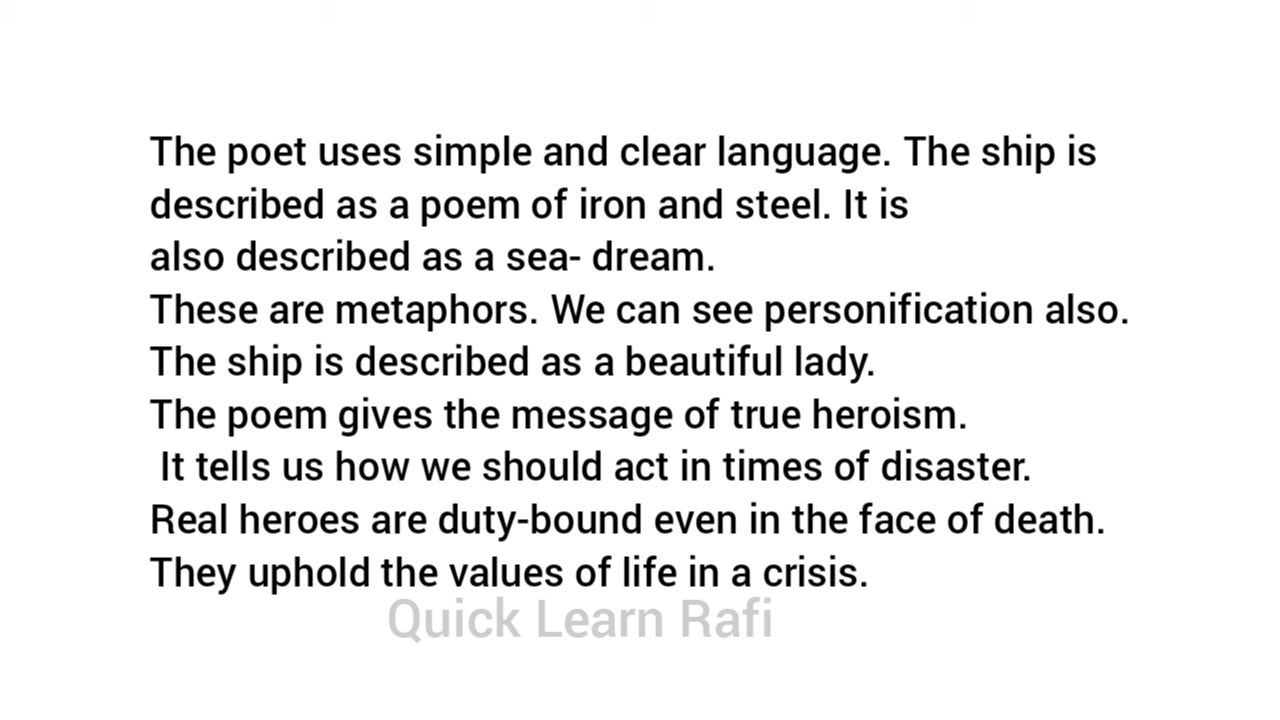 The poet uses simple and clear language. The ship is
described as a poem of iron and steel. It is
also described as a sea- dream.
These are metaphors. We can see personification also.
The ship is described as a beautiful lady.
The poem gives the message of true heroism.
It tells us how we should act in times of disaster.
Real heroes are duty-bound even in the face of death.
They uphold the values of life in a crisis.
Quick Learn Rafi